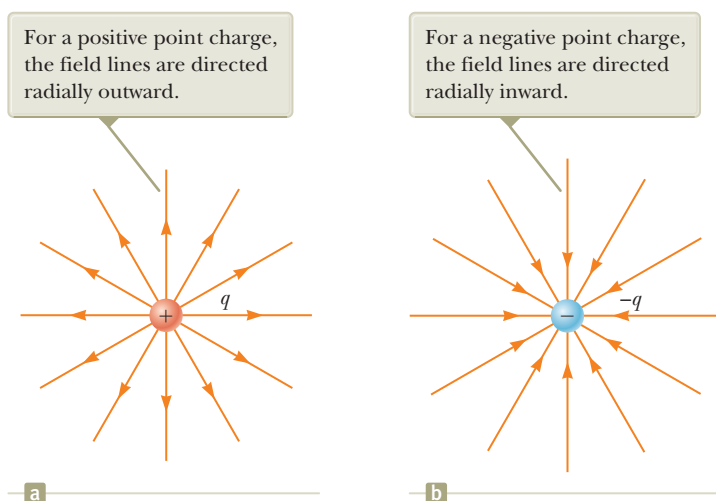 For a positive point charge,
the field lines are directed
radially outward.
For a negative point charge,
the field lines are directed
radially inward.
+
q
−
−q
a
b